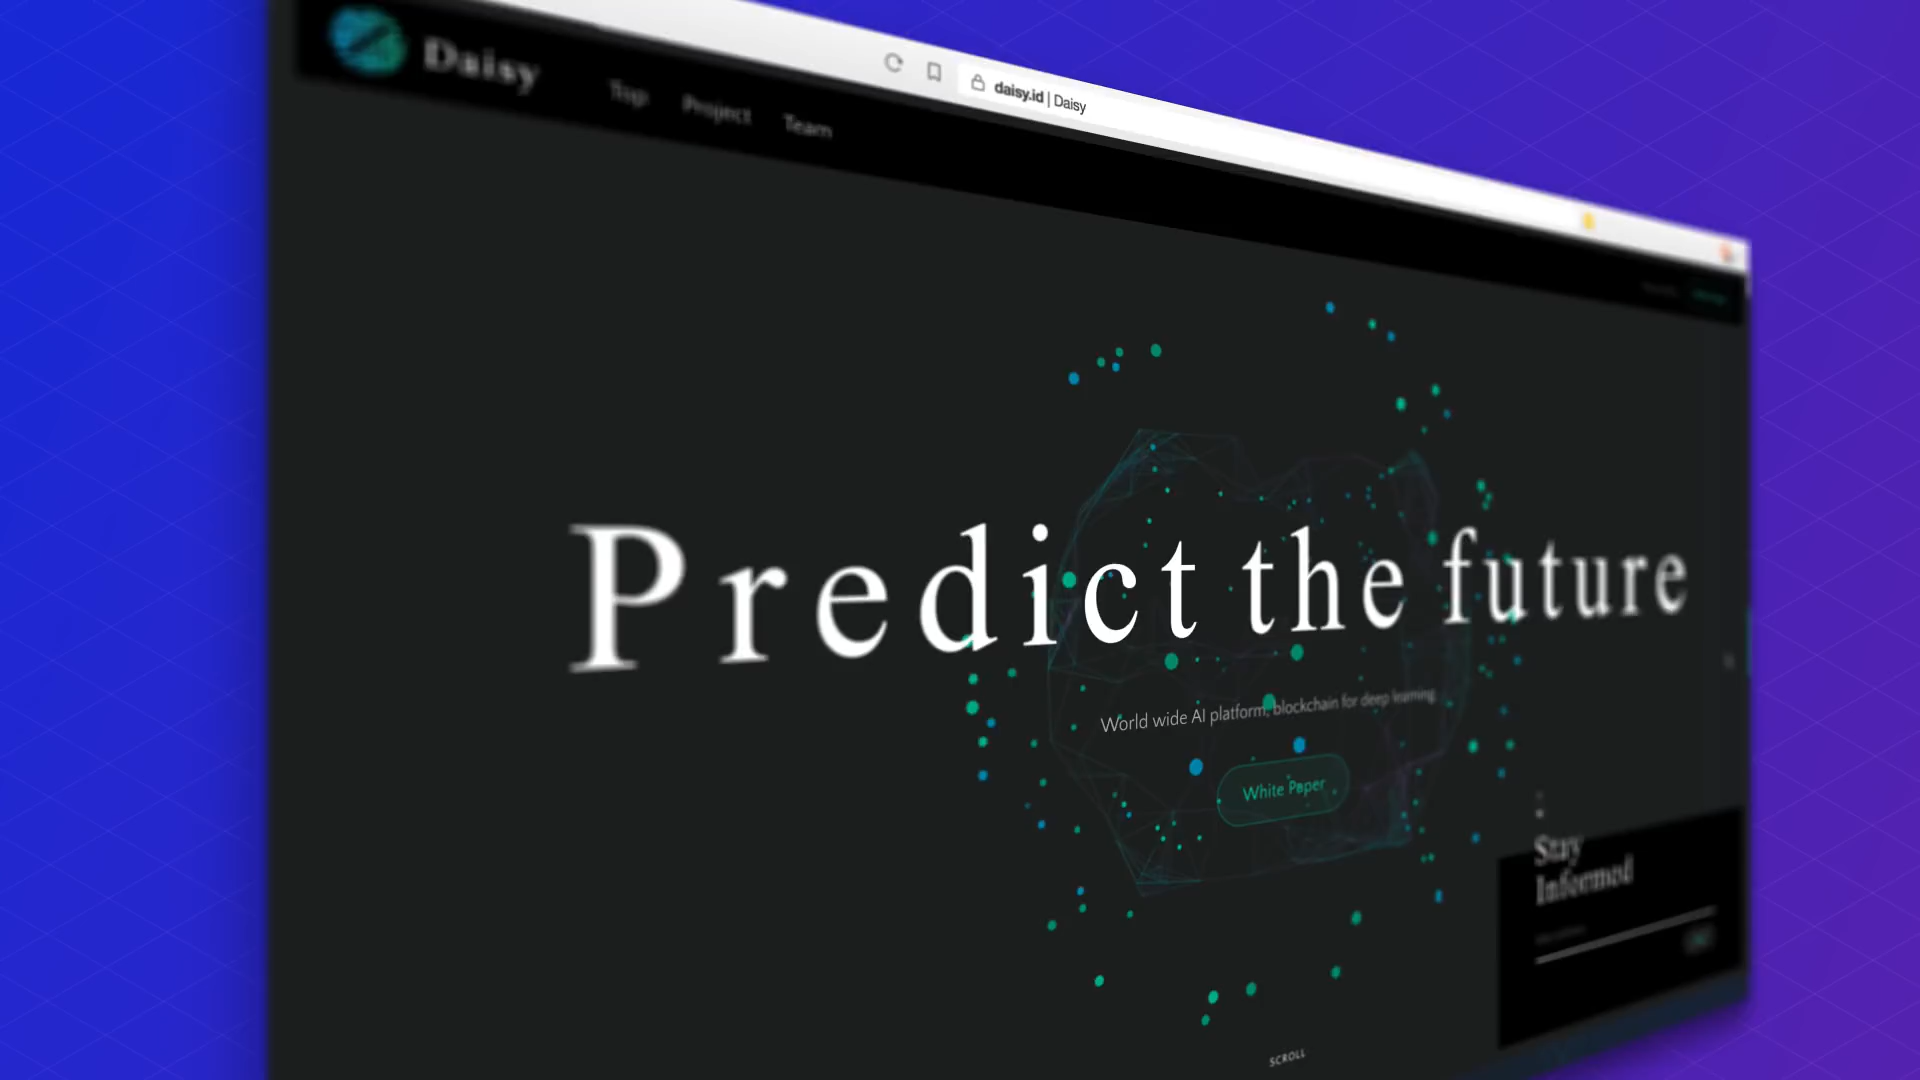 daisy.id | Daisy
Daisy
Top
Project
Team
Predict the future
World wide AI platform, blockchain for deep learning.
White Paper
Stay
Informed
SCROLL